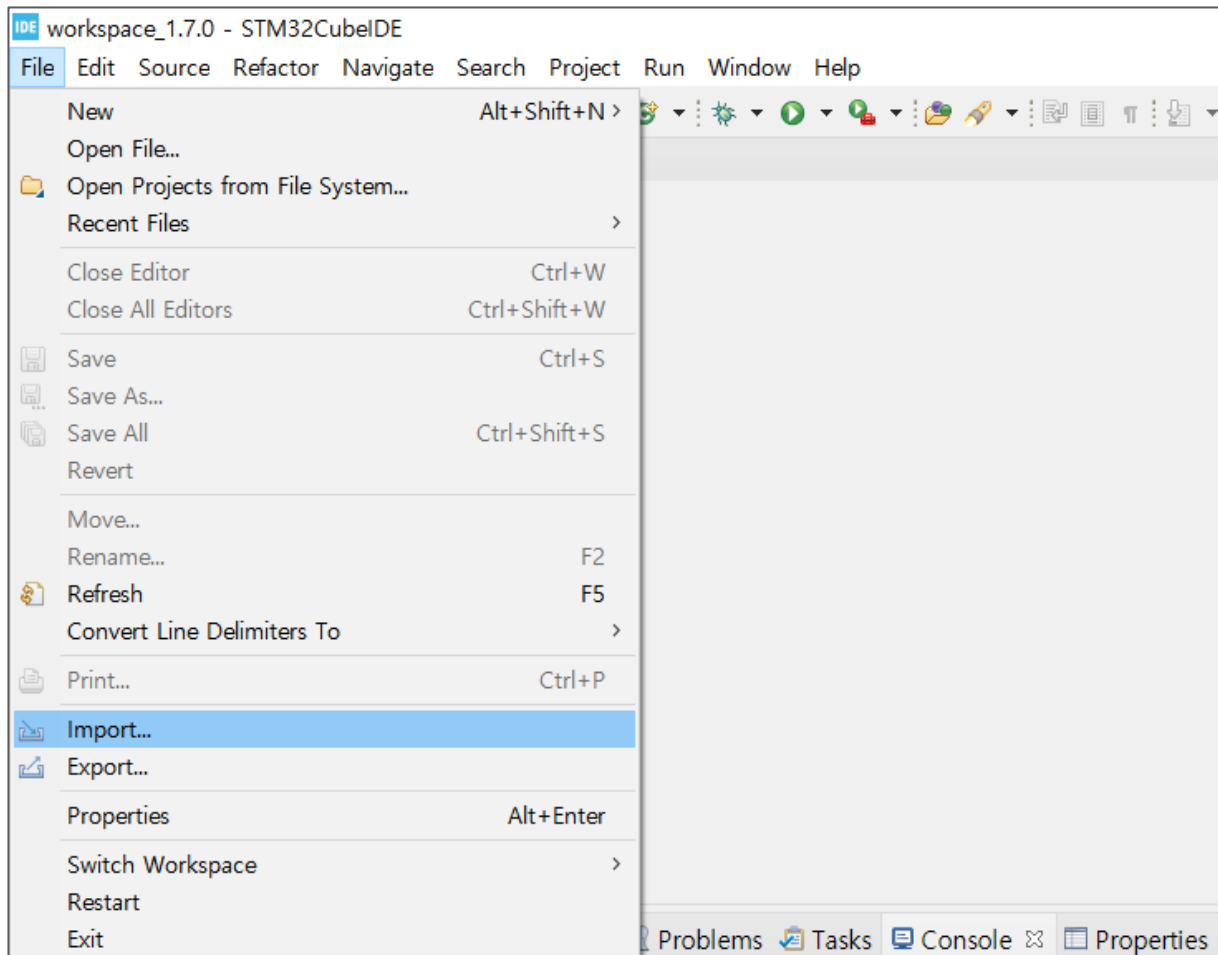 IDE workspace_1.7.0 - STM32CubeIDE
File Edit Source Refactor Navigate Search Project Run Window Help
New Alt+Shift+N >
Open File...
Open Projects from File System...
Recent Files >
Close Editor Ctrl+W
Close All Editors Ctrl+Shift+W
Save Ctrl+S
Save As...
Save All Ctrl+Shift+S
Revert
Move...
Rename... F2
Refresh F5
Convert Line Delimiters To >
Print... Ctrl+P
Import...
Export...
Properties Alt+Enter
Switch Workspace >
Restart
Exit
Problems Tasks Console Properties